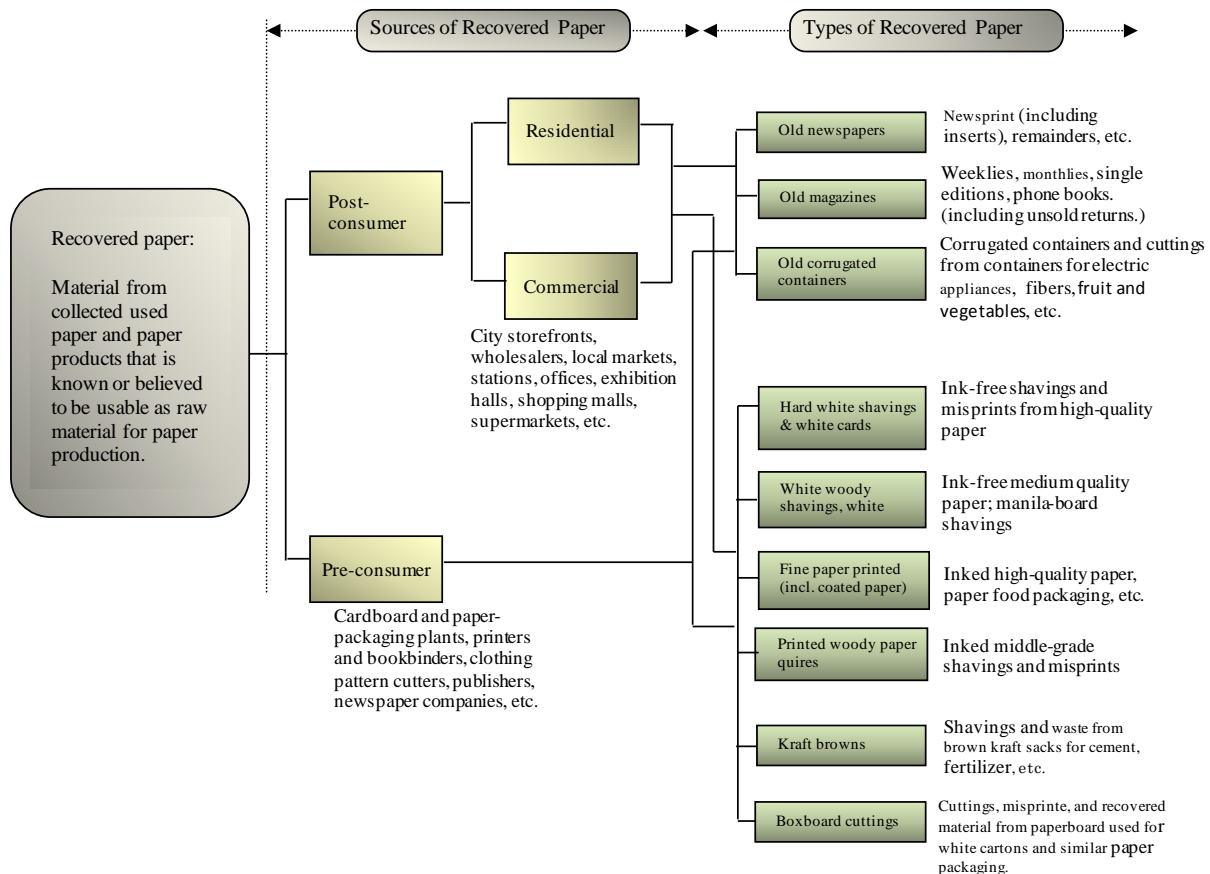 Sources of Recovered Paper
Types of Recovered Paper
Recovered paper:
Material from
collected used
paper and paper
products that is
known or believed
to be usable as raw
material for paper
production.
Post-
consumer
Residential
Commercial
City storefronts,
wholesalers, local markets,
stations, offices, exhibition
halls, shopping malls,
supermarkets, etc.
Pre-consumer
Cardboard and paper-
packaging plants, printers
and bookbinders, clothing
pattern cutters, publishers,
newspaper companies, etc.
Old newspapers
Newsprint (including
inserts), remainders, etc.
Old magazines
Weeklies, monthlies, single
editions, phone books.
(including unsold returns.)
Old corrugated
containers
Corrugated containers and cuttings
from containers for electric
appliances, fibers, fruit and
vegetables, etc.
Hard white shavings
& white cards
Ink-free shavings and
misprints from high-quality
paper
White woody
shavings, white
Ink-free medium quality
paper; manila-board
shavings
Fine paper printed
(incl. coated paper)
Inked high-quality paper,
paper food packaging, etc.
Printed woody paper
quires
Inked middle-grade
shavings and misprints
Kraft browns
Shavings and waste from
brown kraft sacks for cement,
fertilizer, etc.
Boxboard cuttings
Cuttings, misprinte, and recovered
material from paperboard used for
white cartons and similar paper
packaging.